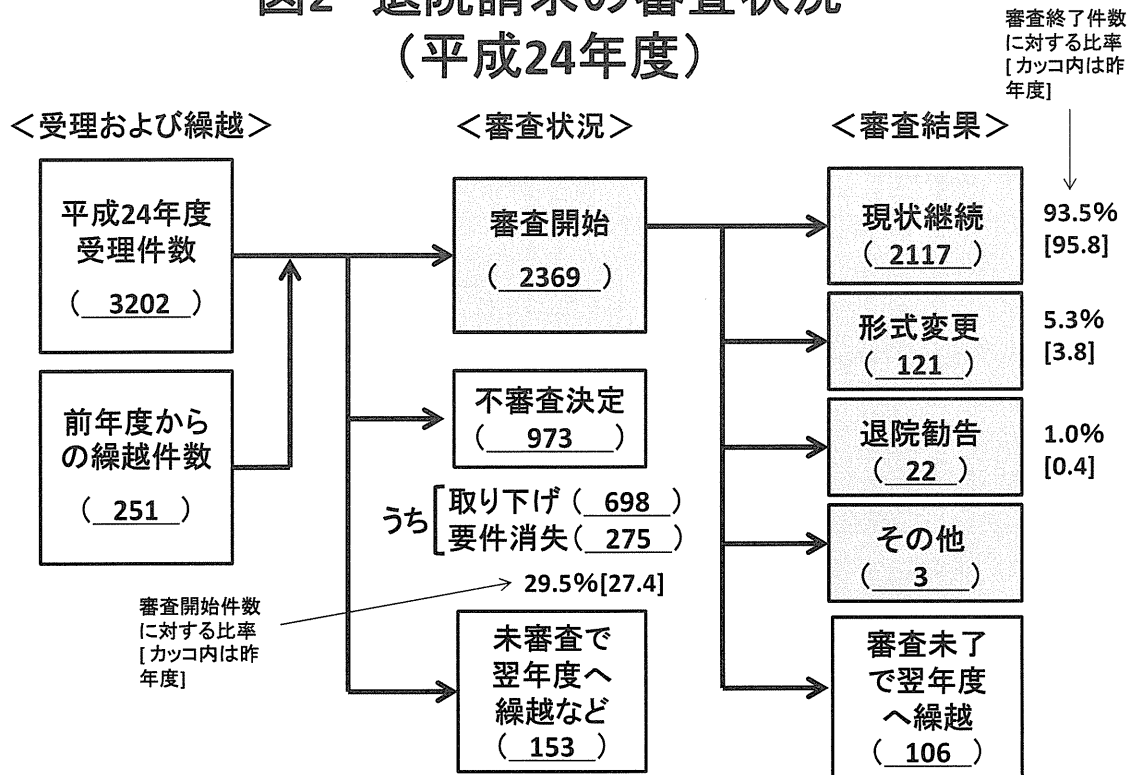 図2 退院請求の審査状況
（平成24年度）
審査終了件数
に対する比率
[カッコ内は昨
年度]
＜受理および繰越＞
＜審査状況＞
＜審査結果＞
平成24年度
受理件数
（ 3202 ）
前年度から
の繰越件数
（ 251 ）
審査開始
（ 2369 ）
不審査決定
（ 973 ）
うち
取り下げ（ 698 ）
要件消失（ 275 ）
29.5%[27.4]
審査開始件数
に対する比率
[カッコ内は昨
年度]
未審査で
翌年度へ
繰越など
（ 153 ）
現状継続
（ 2117 ）
93.5%
[95.8]
形式変更
（ 121 ）
5.3%
[3.8]
退院勧告
（ 22 ）
1.0%
[0.4]
その他
（ 3 ）
審査未了
で翌年度
へ繰越
（ 106 ）